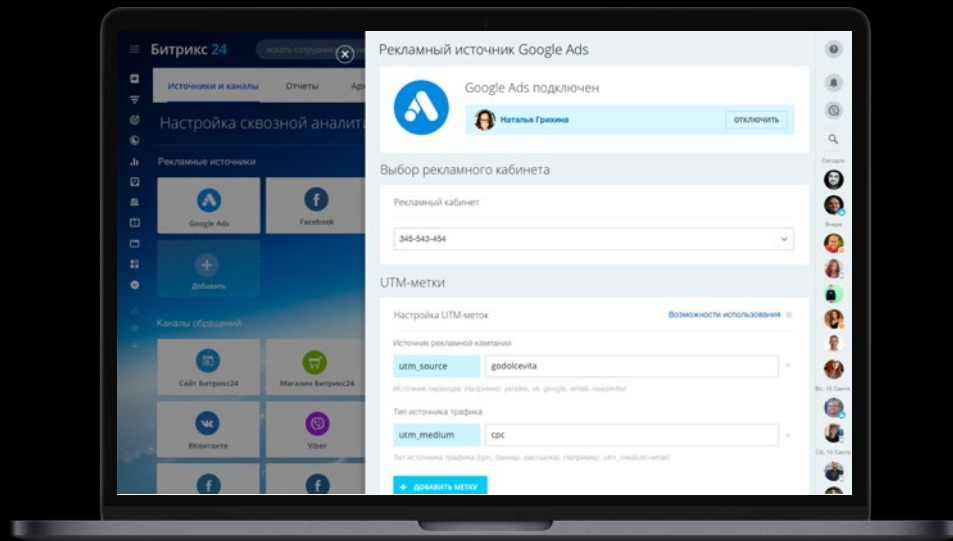 Битрикс 24
искать сотрудника
Источники и каналы
Отчеты
Настройка сквозной аналити
Рекламные источники
Google Ads
Facebook
Добавить
Каналы обращений
Сайт Битрикс24
Магазин Битрикс24
ВКонтакте
Viber
Рекламный источник Google Ads
Google Ads подключен
Наталья Грихина
ОТКЛЮЧИТЬ
Выбор рекламного кабинета
Рекламный кабинет
345-543-454
UTM-метки
Настройка UTM-меток
Возможности использования
Источник рекламной кампании
utm_source
godolcevita
Источник перехода. Например: yandex, vk, google, email, newsletter
Тип источника трафика
utm_medium
cpc
Тип источника трафика (cpc, баннер, рассылка). Например: utm_medium=email
+ ДОБАВИТЬ МЕТКУ
Сегодня
Вчера